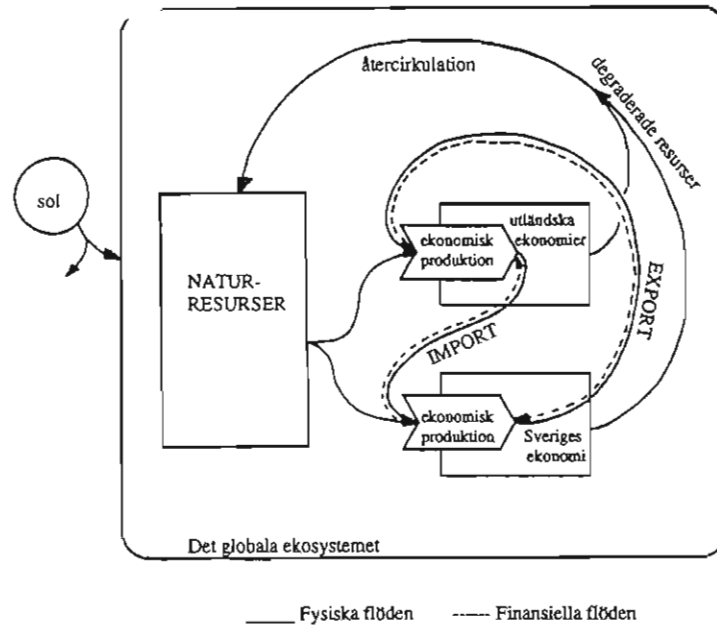 återcirkulation
degraderade resurser
sol
utländska
ekonomier
ekonomisk
produktion
NATUR-
RESURSER
EXPORT
IMPORT
ekonomisk
produktion
Sveriges
ekonomi
Det globala ekosystemet
Fysiska flöden
Finansiella flöden